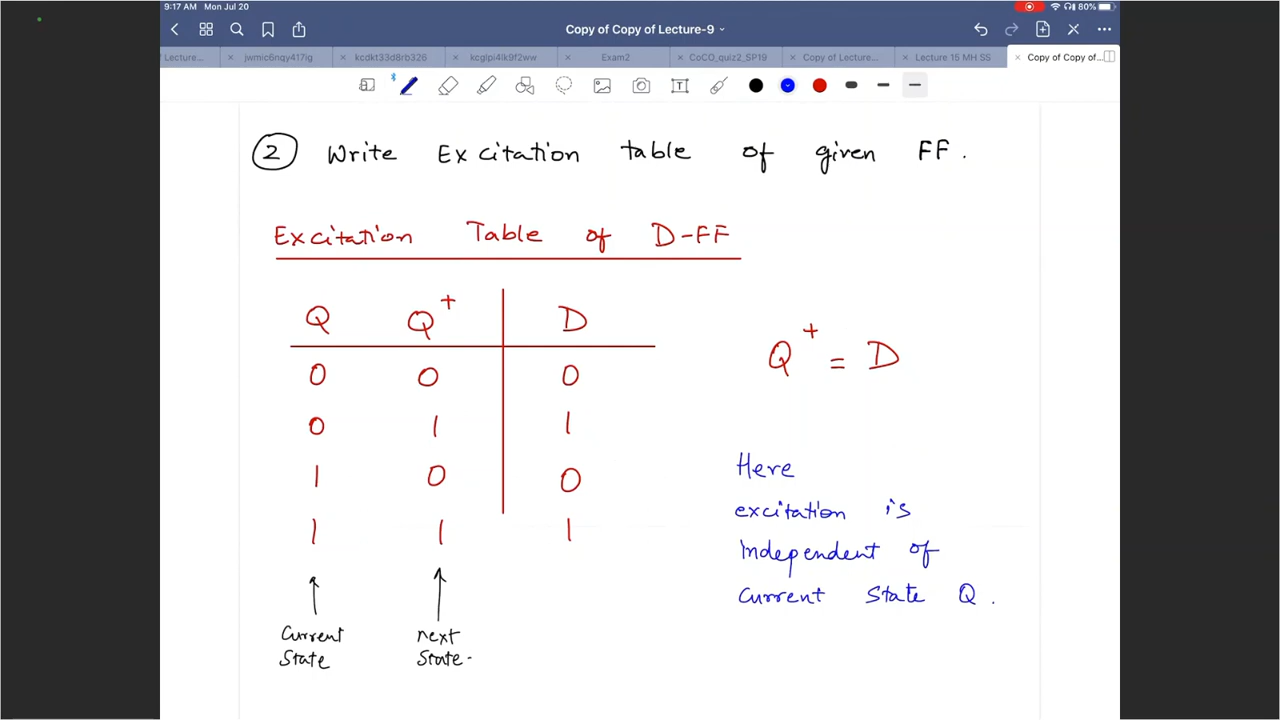 9:17 AM Mon Jul 20
80%
Copy of Copy of Lecture-9
Lecture... jwmic6nqy417ig kcdkt33d8rb326 kcglpi4lk9f2ww Exam2 CoCO_quiz2_SP19 Copy of Lecture... Lecture 15 MH SS Copy of Copy of...
2 Write Excitation table of given FF.
Excitation Table of D-FF
Q Q+ D
0 0 0
0 1 1
1 0 0
1 1 1
Current State
next State
Q+ = D
Here
excitation is
independent of
current state Q.